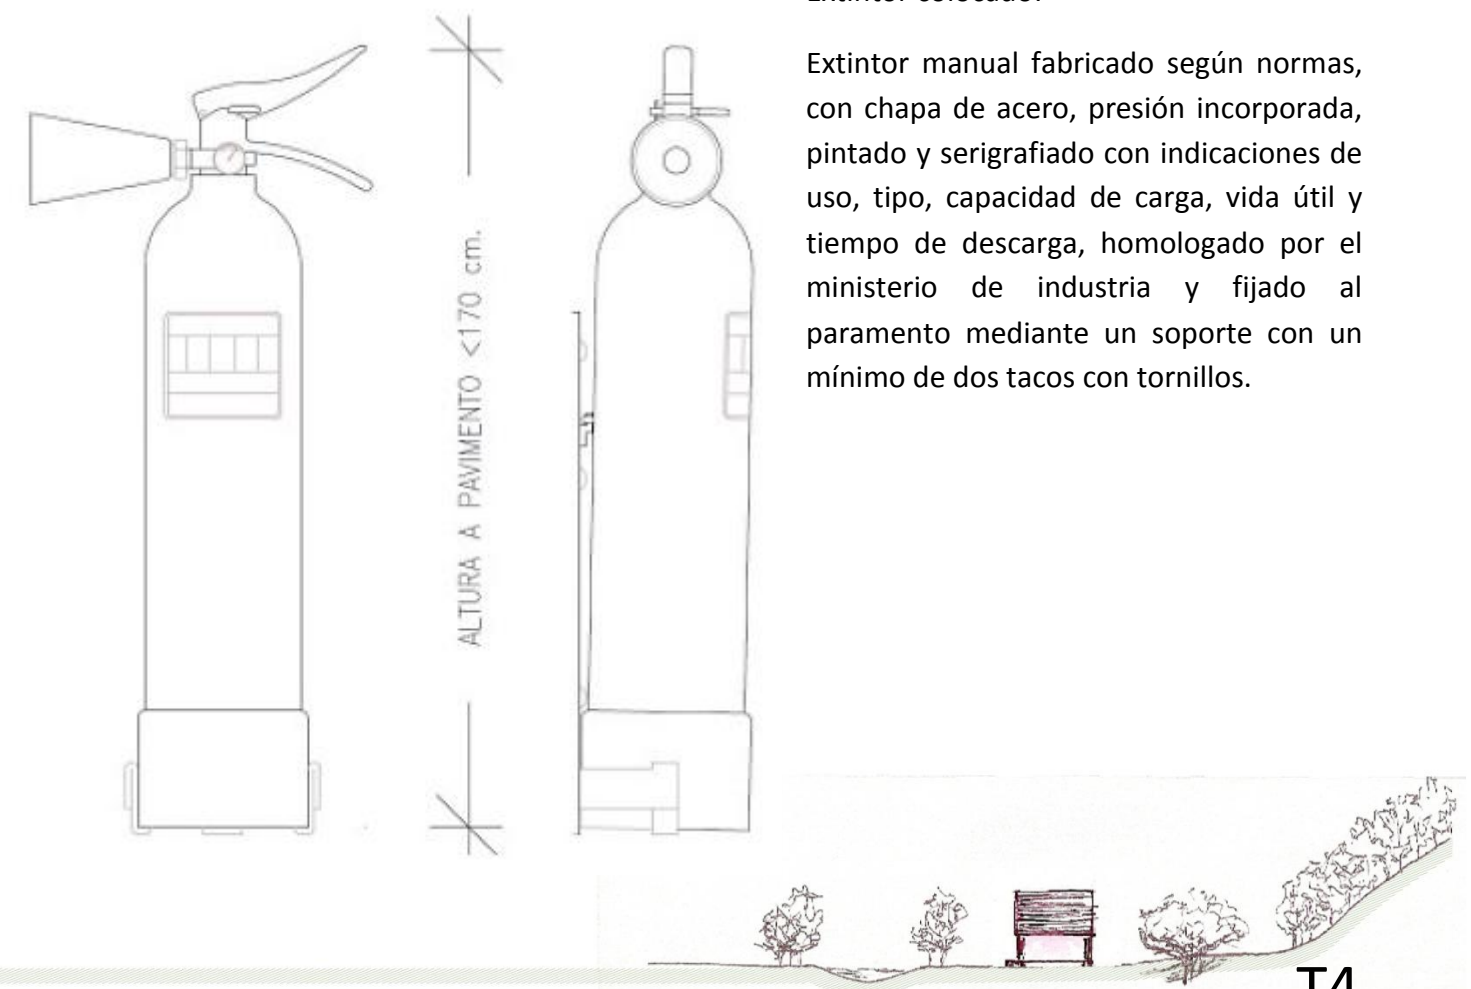 Extintor colocado.
Extintor manual fabricado según normas,
con chapa de acero, presión incorporada,
pintado y serigrafiado con indicaciones de
uso, tipo, capacidad de carga, vida útil y
tiempo de descarga, homologado por el
ministerio de industria y fijado al
paramento mediante un soporte con un
mínimo de dos tacos con tornillos.
ALTURA A PAVIMENTO <170 cm.
T4